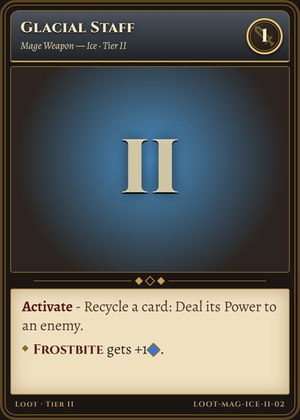 Glacial Staff
Mage Weapon — Ice · Tier II
1
II
Activate - Recycle a card: Deal its Power to
an enemy.
Frostbite gets +1.
Loot · Tier II
LOOT-MAG-ICE-II-02